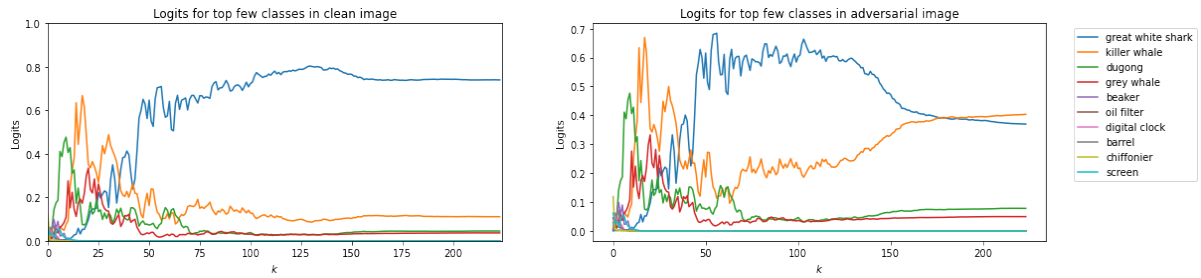 Logits for top few classes in clean image
1.0
0.8
0.6
0.4
0.2
0.0
Logits
0
25
50
75
100
125
150
175
200
k
Logits for top few classes in adversarial image
0.7
0.6
0.5
0.4
0.3
0.2
0.1
0.0
Logits
0
50
100
150
200
k
great white shark
killer whale
dugong
grey whale
beaker
oil filter
digital clock
barrel
chiffonier
screen